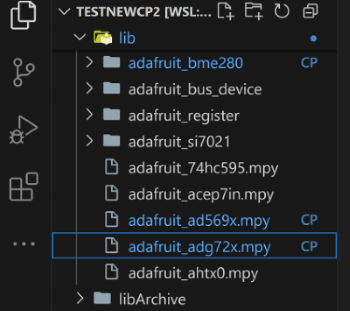 TESTNEWCP2 [WSL:...
lib
adafruit_bme280 CP
adafruit_bus_device
adafruit_register
adafruit_si7021
adafruit_74hc595.mpy
adafruit_acep7in.mpy
adafruit_ad569x.mpy CP
adafruit_adg72x.mpy CP
adafruit_ahtx0.mpy
libArchive